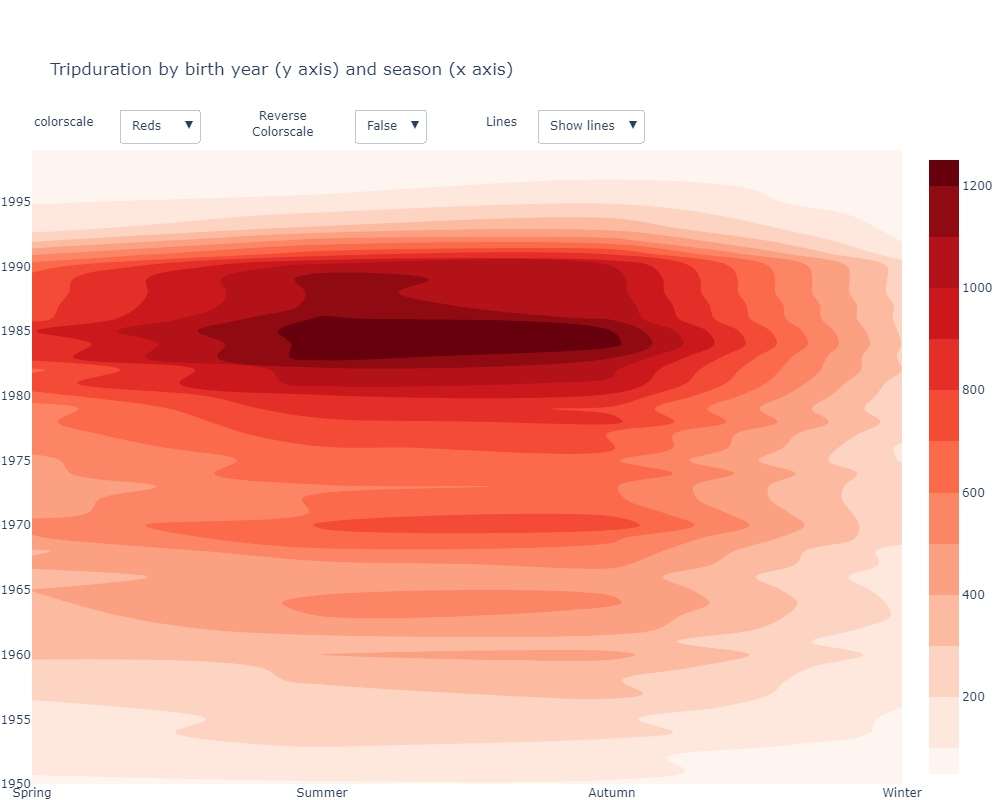 Tripduration by birth year (y axis) and season (x axis)
colorscale
Reds ▼
Reverse
Colorscale
False ▼
Lines
Show lines ▼
1995
1990
1985
1980
1975
1970
1965
1960
1955
1950
Spring
Summer
Autumn
Winter
1200
1000
800
600
400
200